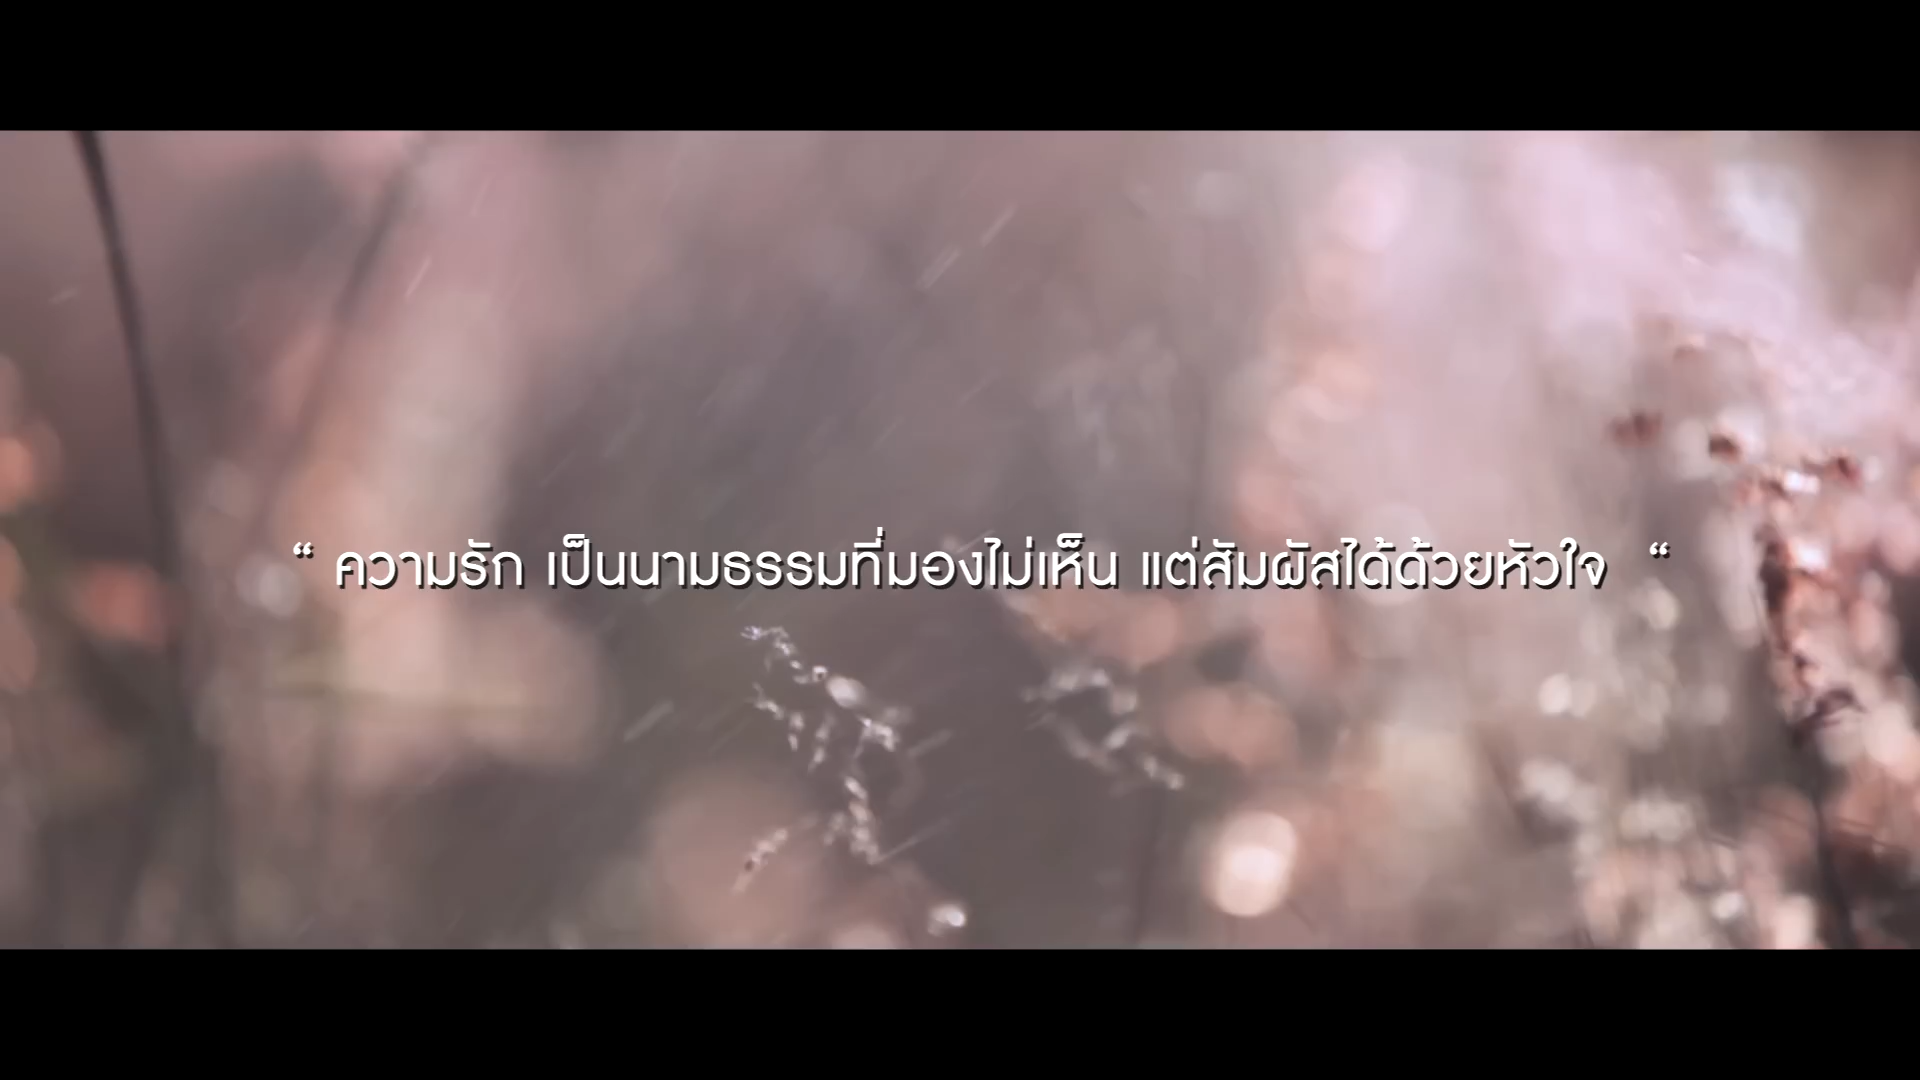 “ ความรัก เป็นนามธรรมที่มองไม่เห็น แต่สัมผัสได้ด้วยหัวใจ “